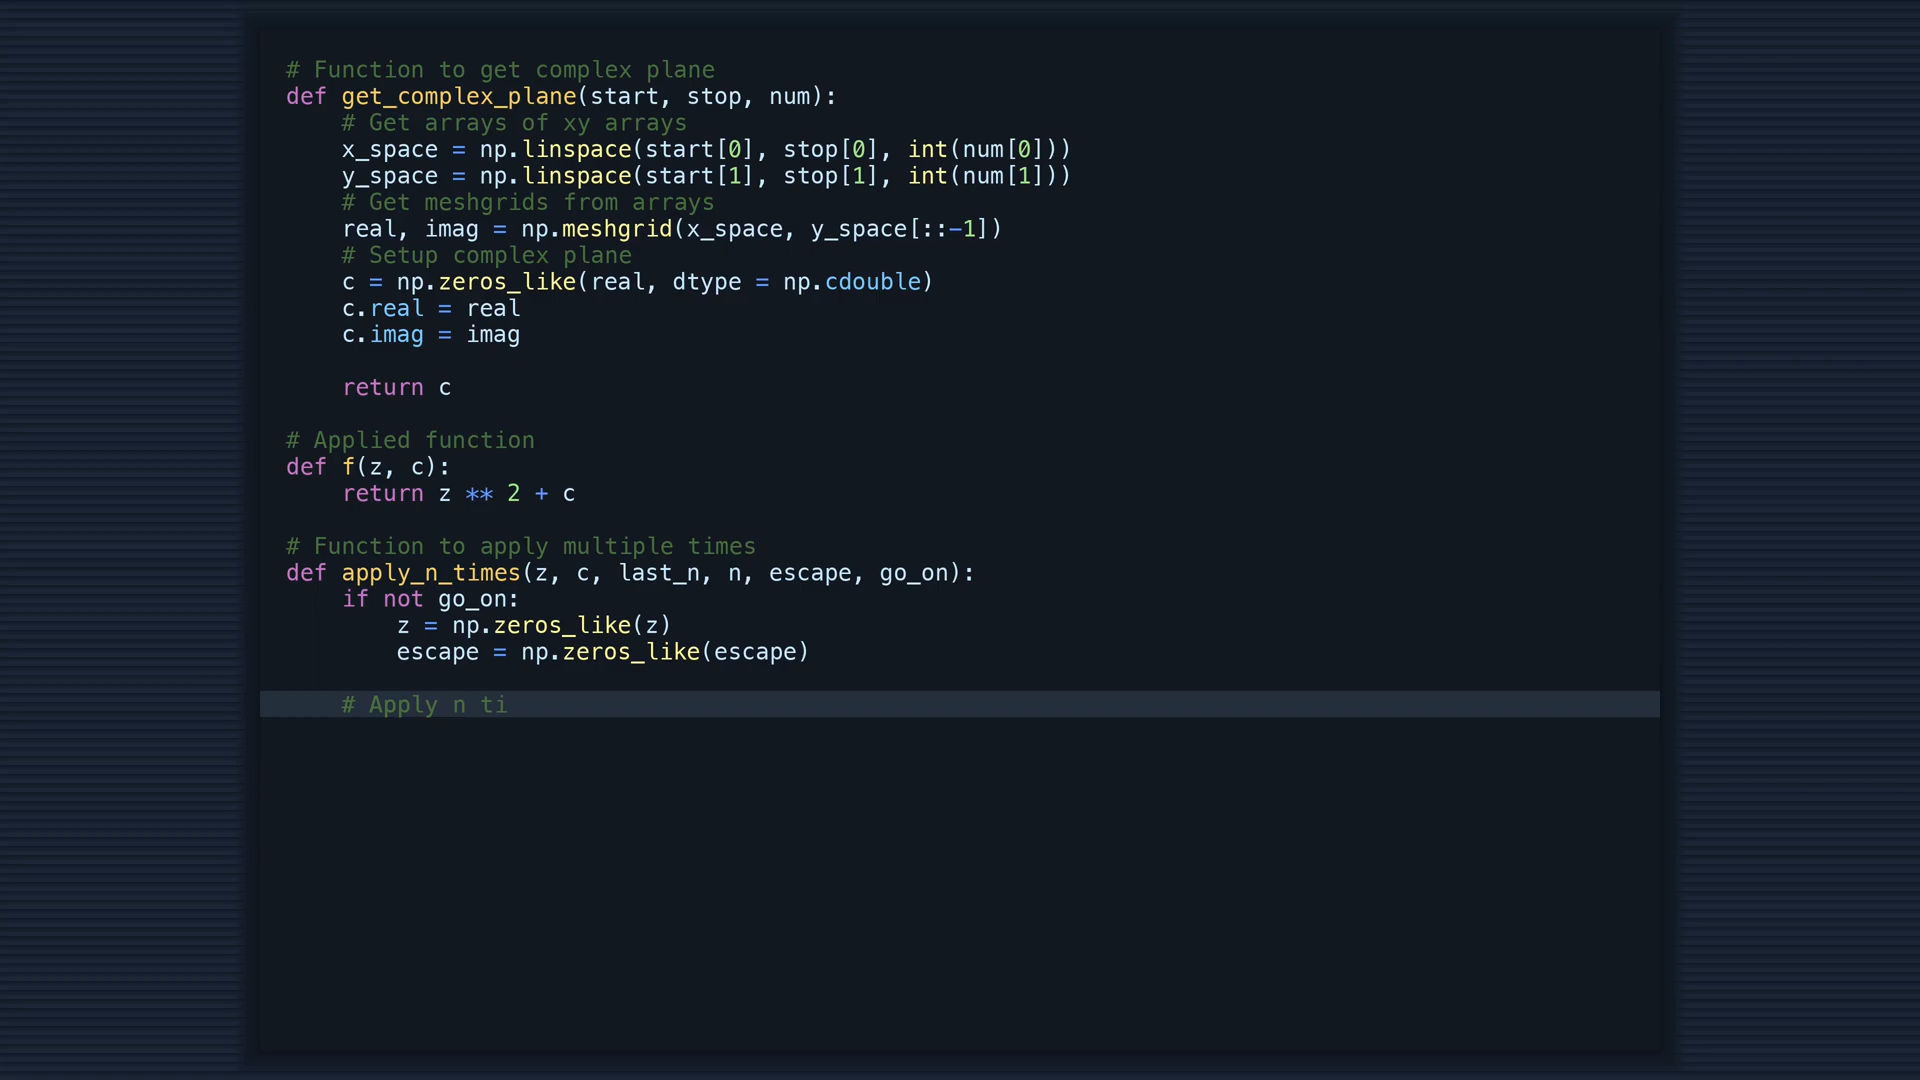 # Function to get complex plane
def get_complex_plane(start, stop, num):
    # Get arrays of xy arrays
    x_space = np.linspace(start[0], stop[0], int(num[0]))
    y_space = np.linspace(start[1], stop[1], int(num[1]))
    # Get meshgrids from arrays
    real, imag = np.meshgrid(x_space, y_space[::-1])
    # Setup complex plane
    c = np.zeros_like(real, dtype = np.cdouble)
    c.real = real
    c.imag = imag

    return c

# Applied function
def f(z, c):
    return z ** 2 + c

# Function to apply multiple times
def apply_n_times(z, c, last_n, n, escape, go_on):
    if not go_on:
        z = np.zeros_like(z)
        escape = np.zeros_like(escape)

    # Apply n ti